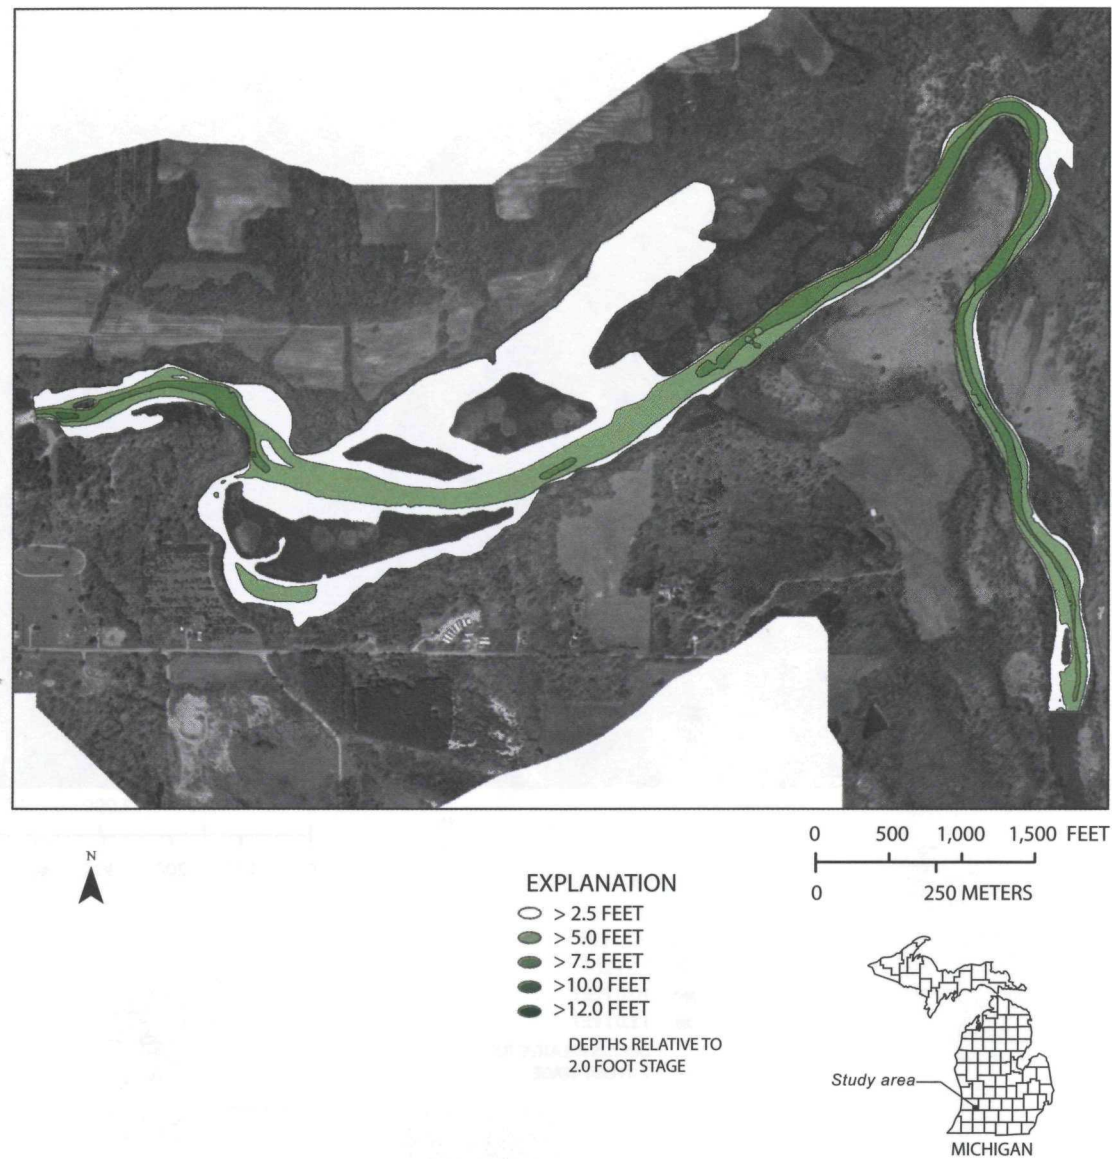 0 500 1,000 1,500 FEET
0 250 METERS
N
EXPLANATION
> 2.5 FEET
> 5.0 FEET
> 7.5 FEET
>10.0 FEET
>12.0 FEET
DEPTHS RELATIVE TO
2.0 FOOT STAGE
Study area
MICHIGAN